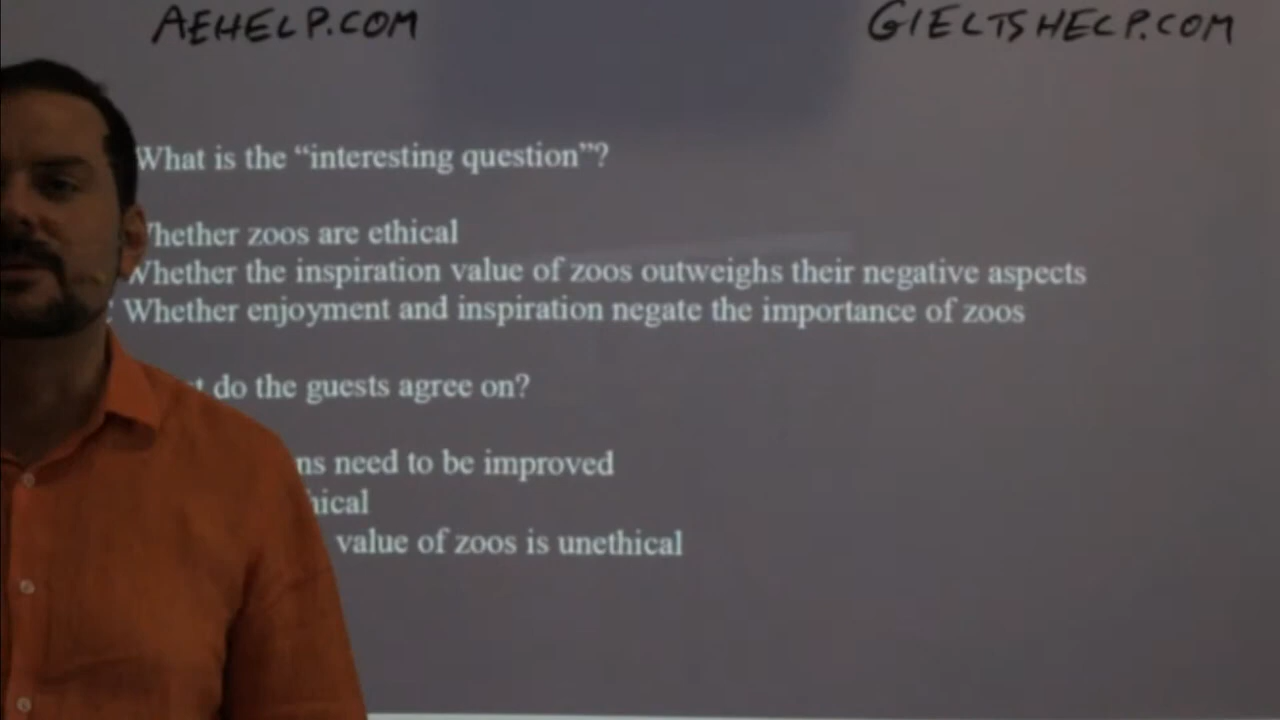 AEHELP.COM
GIELTSHELP.COM
What is the “interesting question”?
Whether zoos are ethical
Whether the inspiration value of zoos outweighs their negative aspects
Whether enjoyment and inspiration negate the importance of zoos
do the guests agree on?
need to be improved
value of zoos is unethical